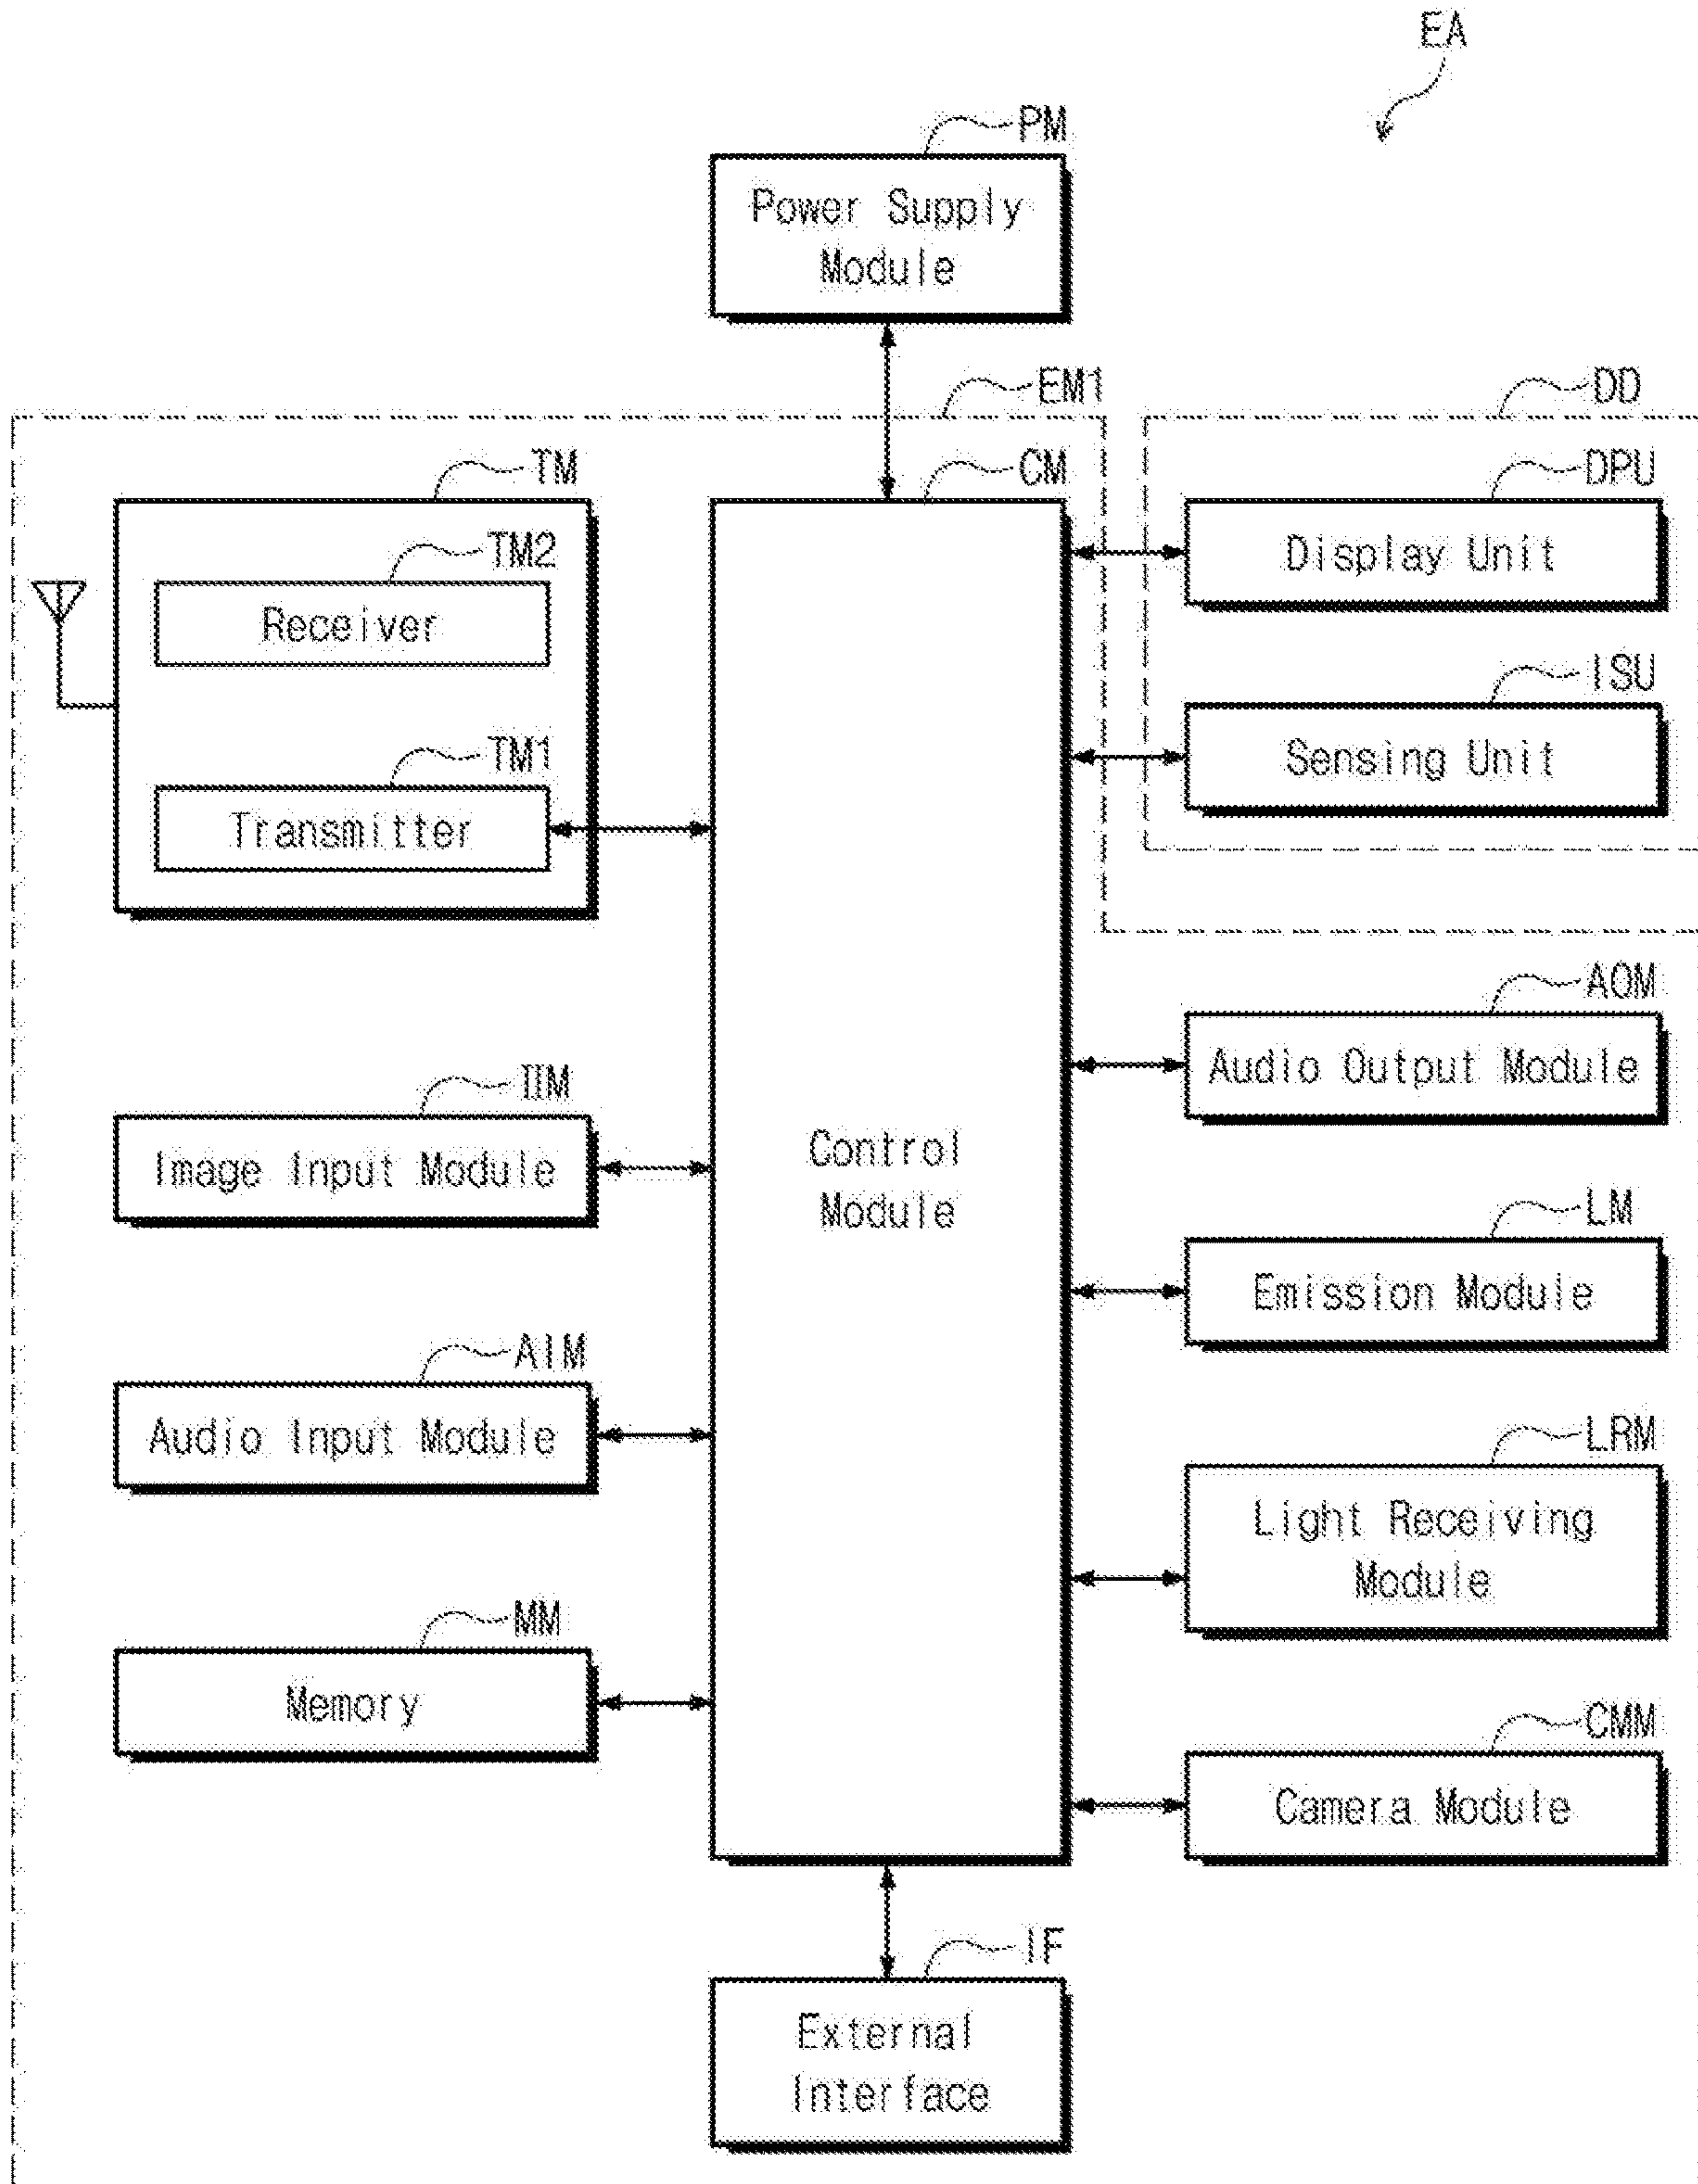 EA
PM
Power Supply
Module
EM1
DD
TM
CM
DPU
TM2
Display Unit
Receiver
ISU
TM1
Sensing Unit
Transmitter
AOM
Audio Output Module
IIM
Image Input Module
Control
Module
LM
Emission Module
AIM
Audio Input Module
LRM
Light Receiving
Module
MM
Memory
CMM
Camera Module
IF
External
Interface